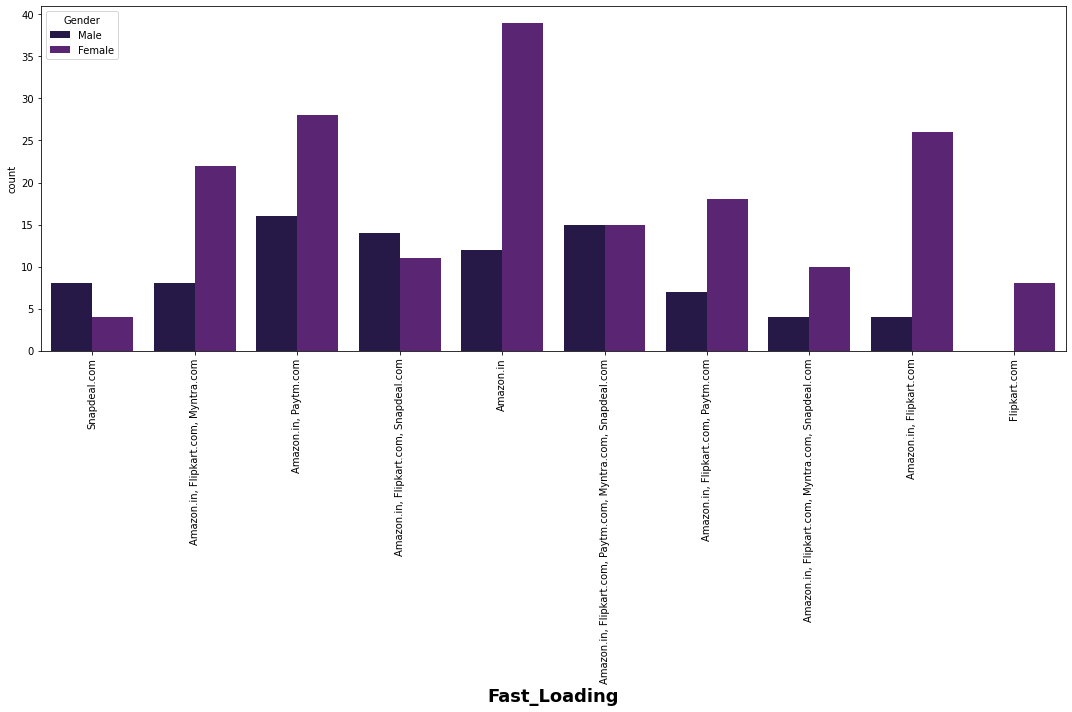 Gender
Male
Female
40
35
30
25
20
15
10
5
0
count
Snapdeal.com
Amazon.in, Flipkart.com, Myntra.com
Amazon.in, Paytm.com
Amazon.in, Flipkart.com, Snapdeal.com
Amazon.in
Amazon.in, Flipkart.com, Paytm.com, Myntra.com, Snapdeal.com
Amazon.in, Flipkart.com, Paytm.com
Amazon.in, Flipkart.com, Myntra.com, Snapdeal.com
Amazon.in, Flipkart.com
Flipkart.com
Fast_Loading